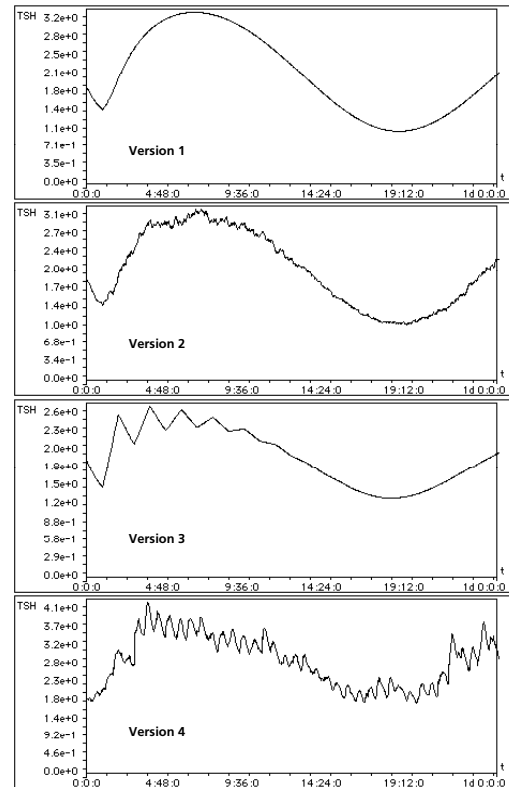 TSH
3.2e+0
2.8e+0
2.5e+0
2.1e+0
1.8e+0
1.4e+0
1.1e+0
7.1e-1
3.5e-1
0.0e+0
Version 1
t
0:0:0 4:48:0 9:36:0 14:24:0 19:12:0 1d 0:0:0
TSH
3.1e+0
2.7e+0
2.4e+0
2.0e+0
1.7e+0
1.4e+0
1.0e+0
6.8e-1
3.4e-1
0.0e+0
Version 2
t
0:0:0 4:48:0 9:36:0 14:24:0 19:12:0 1d 0:0:0
TSH
2.6e+0
2.3e+0
2.0e+0
1.9e+0
1.5e+0
1.2e+0
8.8e-1
5.8e-1
2.9e-1
0.0e+0
Version 3
t
0:0:0 4:48:0 9:36:0 14:24:0 19:12:0 1d 0:0:0
TSH
4.1e+0
3.7e+0
3.2e+0
2.8e+0
2.3e+0
1.8e+0
1.4e+0
9.2e-1
4.6e-1
0.0e+0
Version 4
t
0:0:0 4:48:0 9:36:0 14:24:0 19:12:0 1d 0:0:0